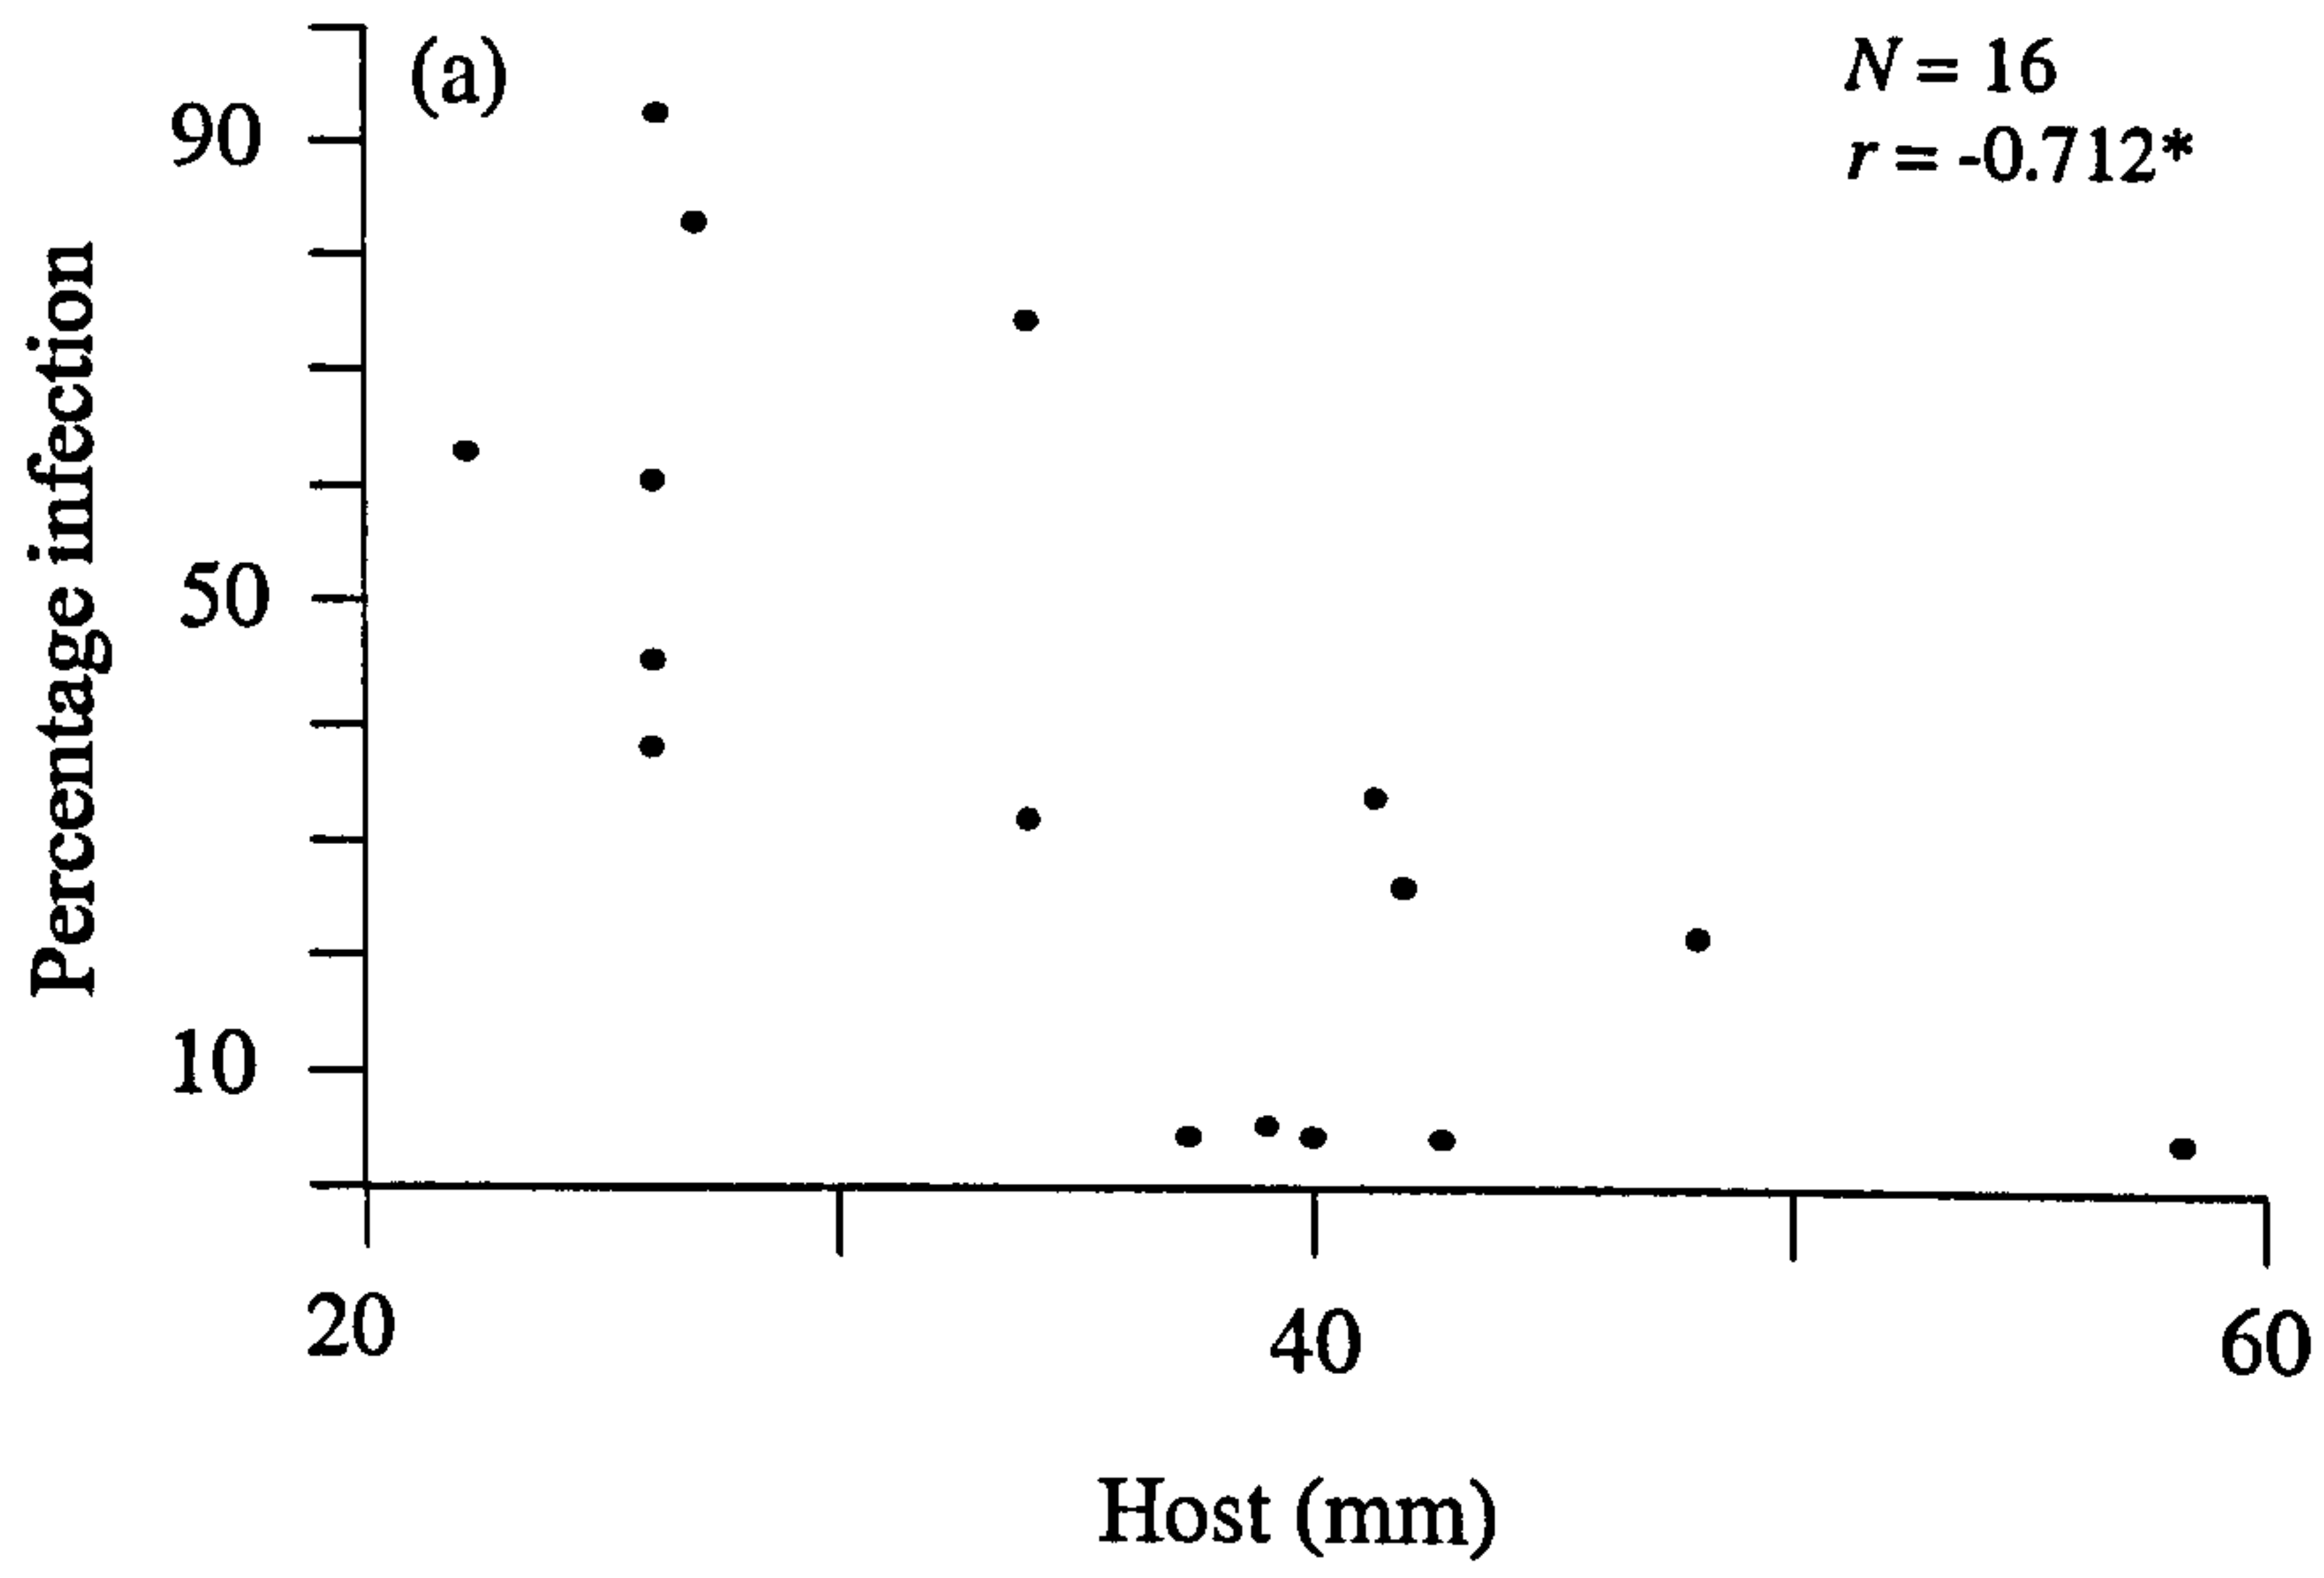 (a)
N = 16
r = -0.712*
Percentage infection
90
50
10
20
40
60
Host (mm)